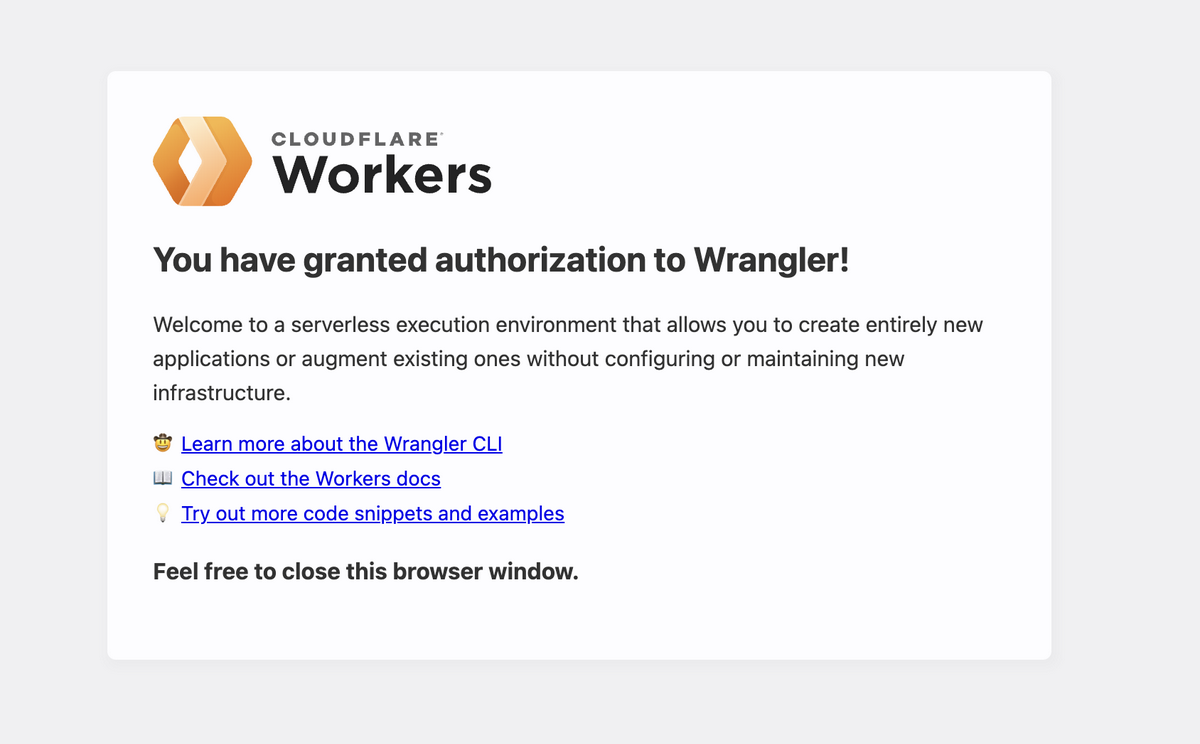 CLOUDFLARE
Workers
You have granted authorization to Wrangler!
Welcome to a serverless execution environment that allows you to create entirely new
applications or augment existing ones without configuring or maintaining new
infrastructure.
🤠 Learn more about the Wrangler CLI
📖 Check out the Workers docs
💡 Try out more code snippets and examples
Feel free to close this browser window.